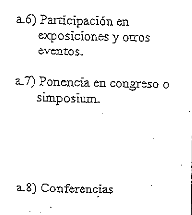 a.6) Participación en
exposiciones y otros
eventos.
a.7) Ponencia en congreso o
simposium.
a.8) Conferencias